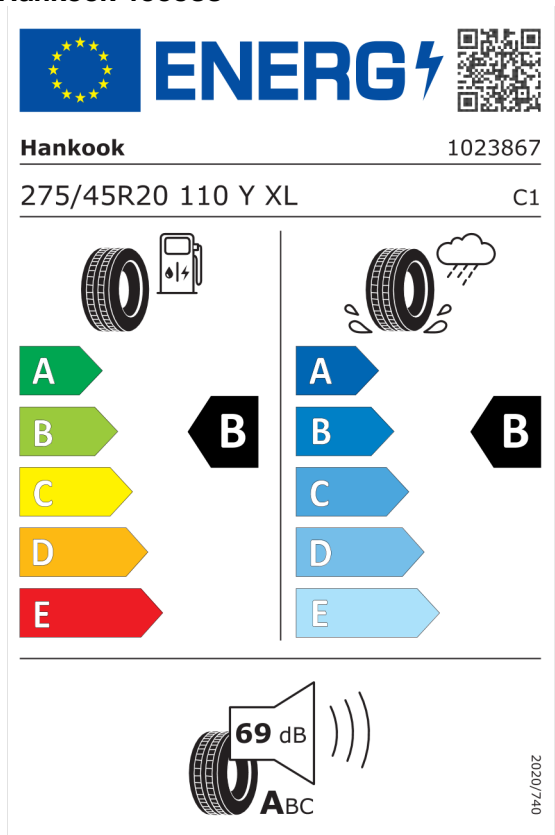 ENERG
Hankook 1023867
275/45R20 110 Y XL C1
A A
B B B B
C C
D D
E E
69 dB
ABC
2020/740